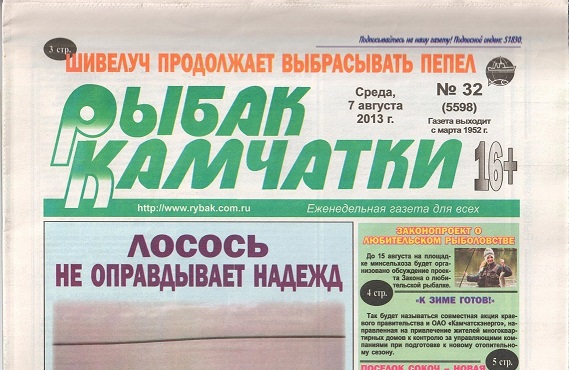 Подписывайтесь на нашу газету! Подписной индекс: 51830.
3 стр.
ШИВЕЛУЧ ПРОДОЛЖАЕТ ВЫБРАСЫВАТЬ ПЕПЕЛ
РЫБАК
КАМЧАТКИ
Среда,
7 августа
2013 г.
№ 32
(5598)
Газета выходит
с марта 1952 г.
16+
http://www.rybak.com.ru
Еженедельная газета для всех
ЛОСОСЬ
НЕ ОПРАВДЫВАЕТ НАДЕЖД
ЗАКОНОПРОЕКТ О
ЛЮБИТЕЛЬСКОМ РЫБОЛОВСТВЕ
До 15 августа на площад-
ке минсельхоза будет орга-
низовано обсуждение проек-
та Закона о любительской рыбалке.
4 стр.
"К ЗИМЕ ГОТОВ!"
Так будет называться совместная акция крае-
вого правительства и ОАО «Камчатскэнерго», на-
правленная на привлечение жителей многоквар-
тирных домов к контролю за управляющими ком-
паниями при подготовке к новому отопительно-
му сезону.
5 стр.
ПОСЕЛОК СОКОЧ – НОВАЯ